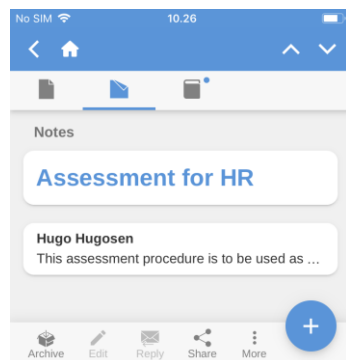 No SIM 10.26
Notes
Assessment for HR
Hugo Hugosen
This assessment procedure is to be used as ...
Archive Edit Reply Share More